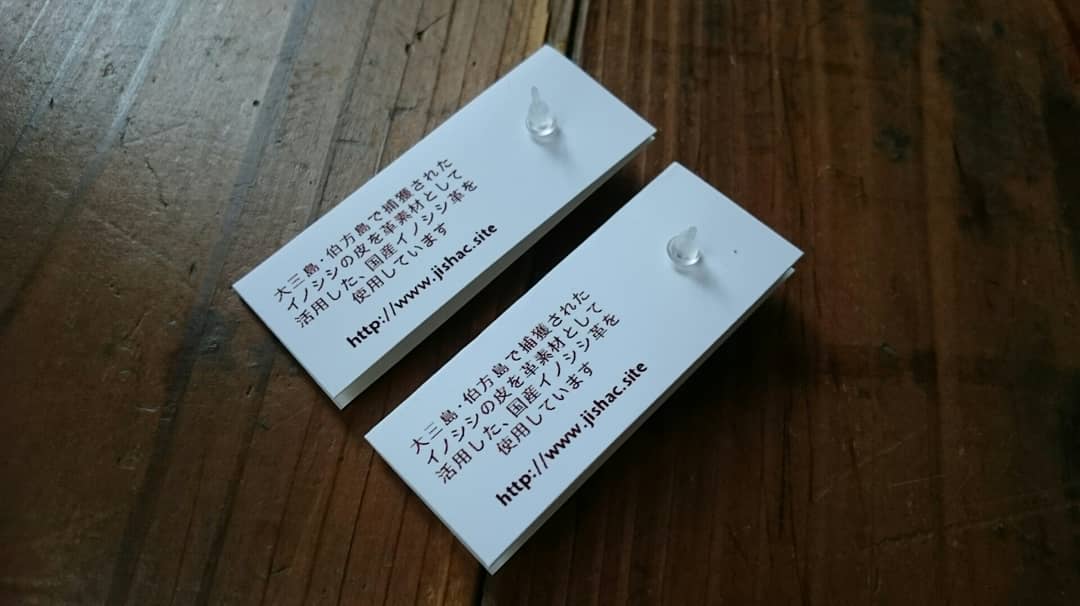 大三島・伯方島で捕獲された
イノシシの皮を革素材として
活用した、国産イノシシ革を
使用しています
http://www.jishac.site
大三島・伯方島で捕獲された
イノシシの皮を革素材として
活用した、国産イノシシ革を
使用しています
http://www.jishac.site